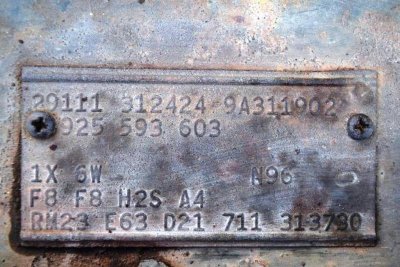 29111 312424 9A311902
925 593 603
1X 6W N96
F8 F8 H2S A4
RM23 E63 D21 711 313730